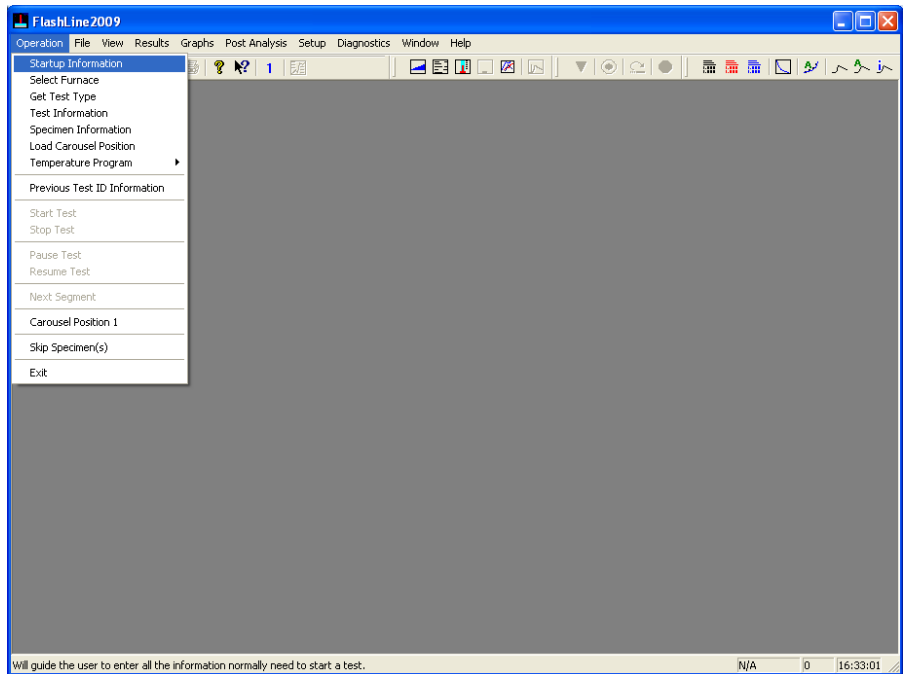 FlashLine2009
Operation File View Results Graphs Post Analysis Setup Diagnostics Window Help
1
Startup Information
Select Furnace
Get Test Type
Test Information
Specimen Information
Load Carousel Position
Temperature Program
Previous Test ID Information
Start Test
Stop Test
Pause Test
Resume Test
Next Segment
Carousel Position 1
Skip Specimen(s)
Exit
Will guide the user to enter all the information normally need to start a test. N/A 0 16:33:01